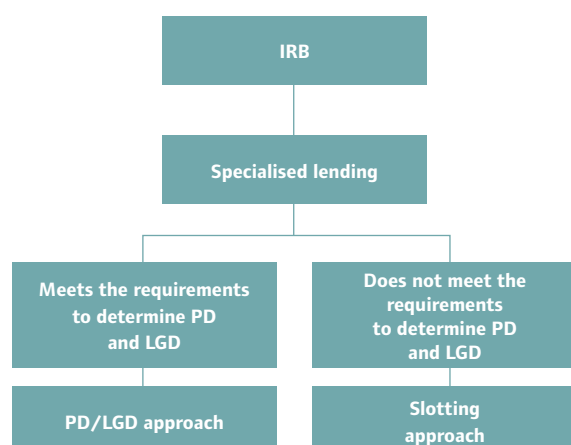 IRB
Specialised lending
Meets the requirements
to determine PD
and LGD
Does not meet the
requirements
to determine PD
and LGD
PD/LGD approach
Slotting
approach